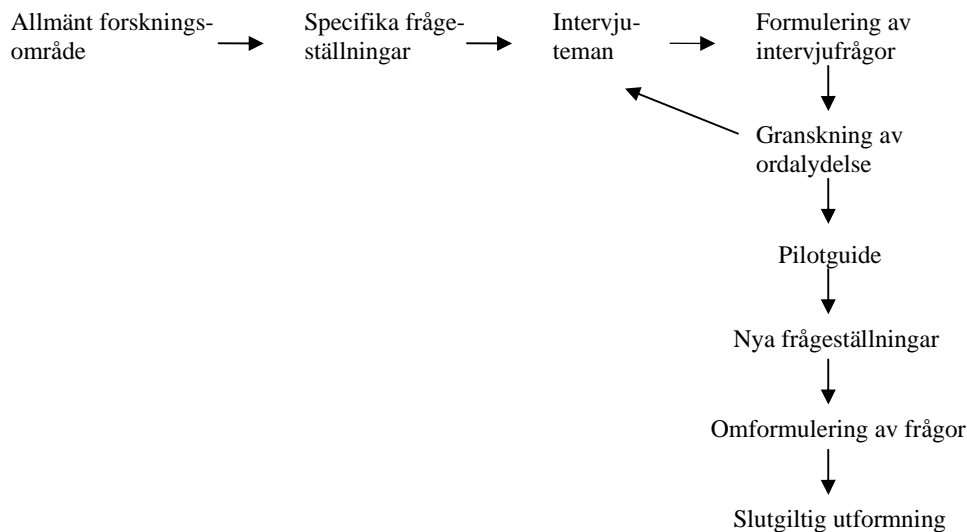 Allmänt forsknings-
område
Specifika fråge-
ställningar
Intervju-
teman
Formulering av
intervjufrågor
Granskning av
ordalydelse
Pilotguide
Nya frågeställningar
Omformulering av frågor
Slutgiltig utformning